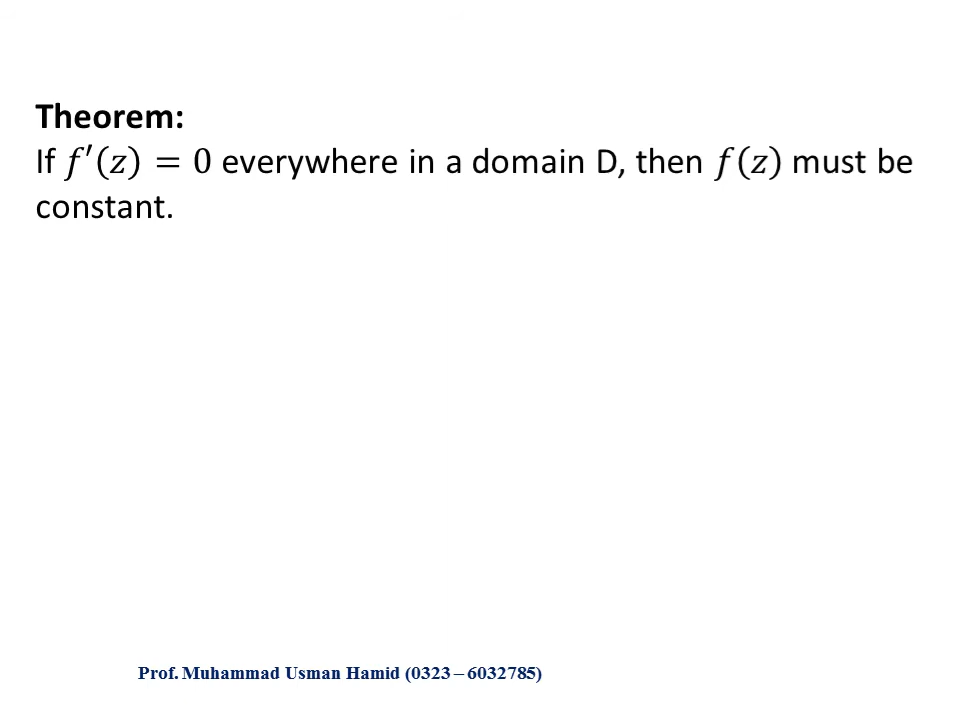 Theorem:
If 𝑓′(𝑧) = 0 everywhere in a domain D, then 𝑓(𝑧) must be
constant.
Prof. Muhammad Usman Hamid (0323 – 6032785)